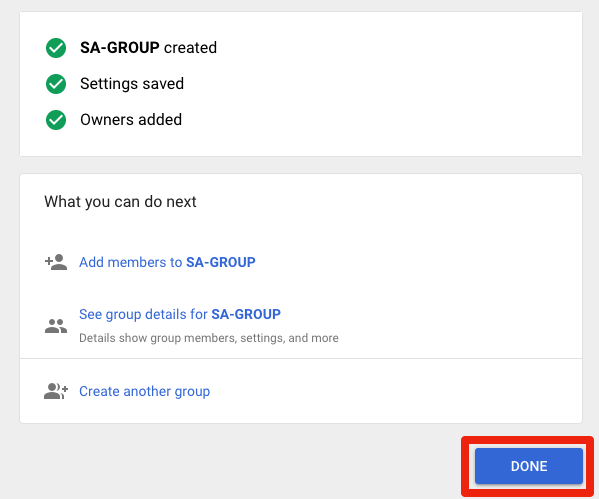 SA-GROUP created
Settings saved
Owners added
What you can do next
Add members to SA-GROUP
See group details for SA-GROUP
Details show group members, settings, and more
Create another group
DONE